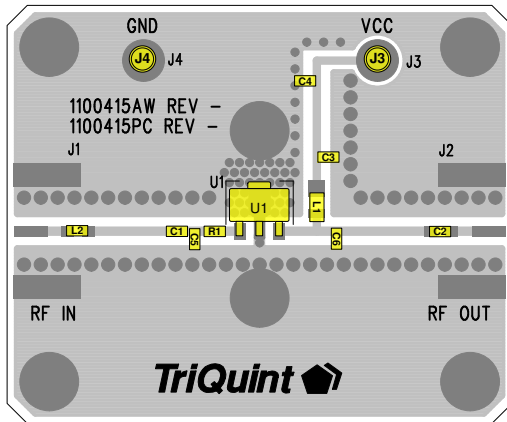 GND VCC
J4 J4 J3 J3
C4
1100415AW REV -
1100415PC REV -
J1 C3 J2
U1
U1 L1
L2 C1 C5 R1 C6 C2
RF IN RF OUT
TriQuint